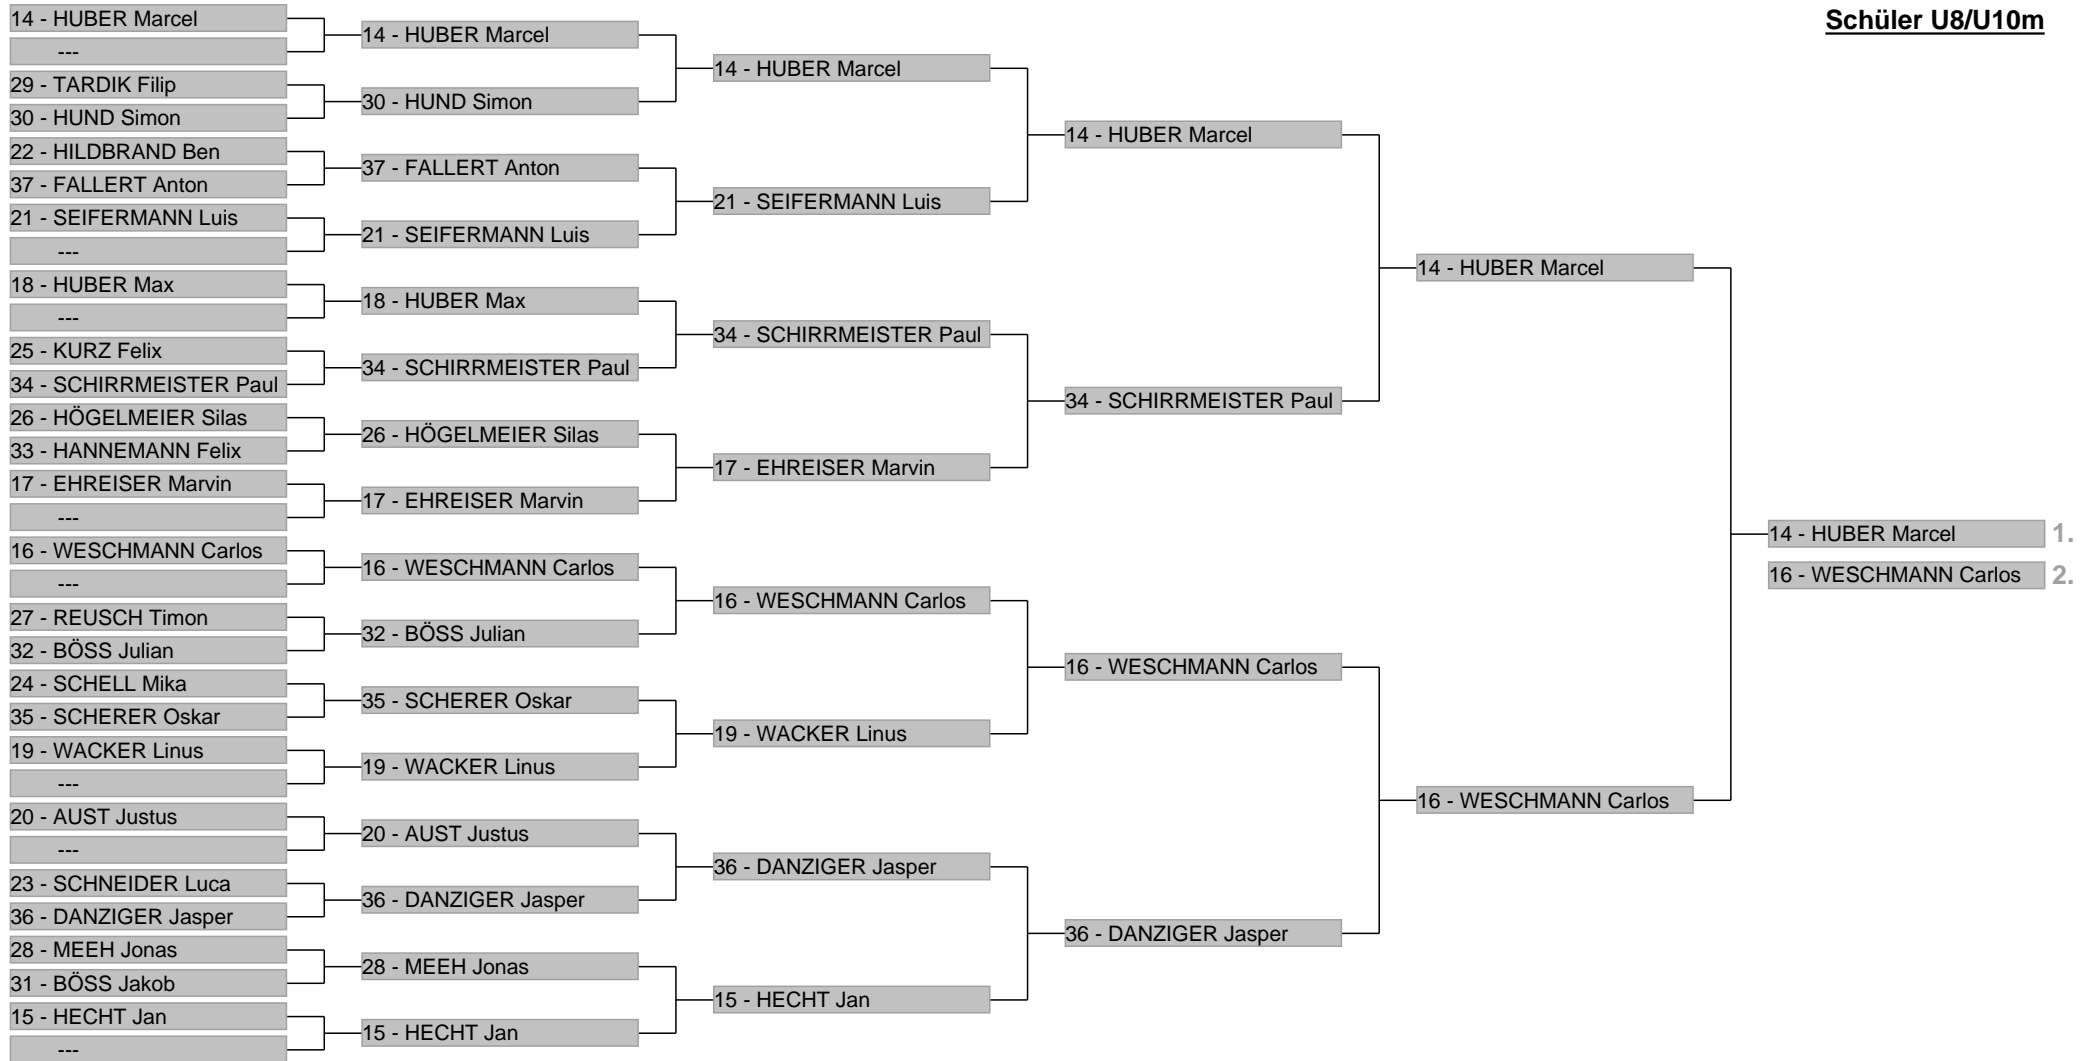 Schüler U8/U10m
14 - HUBER Marcel
---
29 - TARDIK Filip
30 - HUND Simon
22 - HILDBRAND Ben
37 - FALLERT Anton
21 - SEIFERMANN Luis
---
18 - HUBER Max
---
25 - KURZ Felix
34 - SCHIRRMEISTER Paul
26 - HÖGELMEIER Silas
33 - HANNEMANN Felix
17 - EHREISER Marvin
---
16 - WESCHMANN Carlos
---
27 - REUSCH Timon
32 - BÖSS Julian
24 - SCHELL Mika
35 - SCHERER Oskar
19 - WACKER Linus
---
20 - AUST Justus
---
23 - SCHNEIDER Luca
36 - DANZIGER Jasper
28 - MEEH Jonas
31 - BÖSS Jakob
15 - HECHT Jan
---
14 - HUBER Marcel
30 - HUND Simon
37 - FALLERT Anton
21 - SEIFERMANN Luis
18 - HUBER Max
34 - SCHIRRMEISTER Paul
26 - HÖGELMEIER Silas
17 - EHREISER Marvin
16 - WESCHMANN Carlos
32 - BÖSS Julian
35 - SCHERER Oskar
19 - WACKER Linus
20 - AUST Justus
36 - DANZIGER Jasper
28 - MEEH Jonas
15 - HECHT Jan
14 - HUBER Marcel
21 - SEIFERMANN Luis
34 - SCHIRRMEISTER Paul
17 - EHREISER Marvin
16 - WESCHMANN Carlos
19 - WACKER Linus
36 - DANZIGER Jasper
15 - HECHT Jan
14 - HUBER Marcel
34 - SCHIRRMEISTER Paul
16 - WESCHMANN Carlos
36 - DANZIGER Jasper
14 - HUBER Marcel
16 - WESCHMANN Carlos
14 - HUBER Marcel 1.
16 - WESCHMANN Carlos 2.